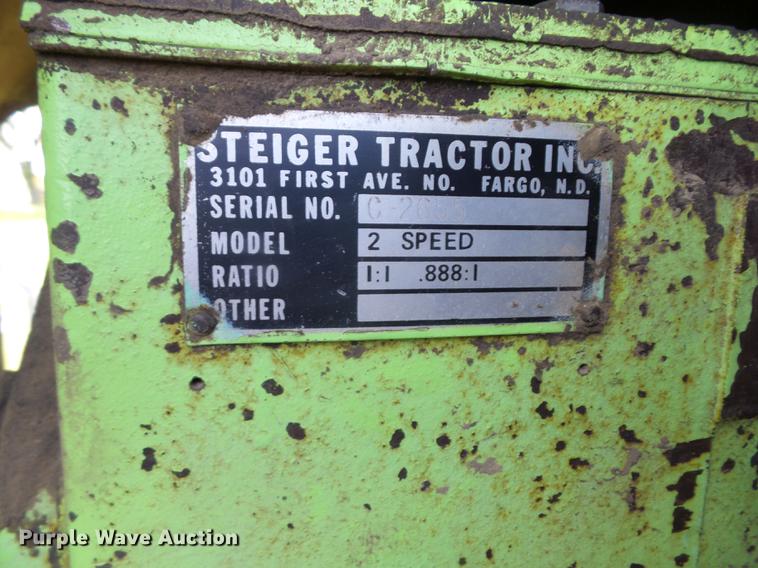 STEIGER TRACTOR INC.
3101 FIRST AVE. NO. FARGO, N.D.
SERIAL NO.
MODEL 2 SPEED
RATIO 1:1 .888:1
OTHER
Purple Wave Auction